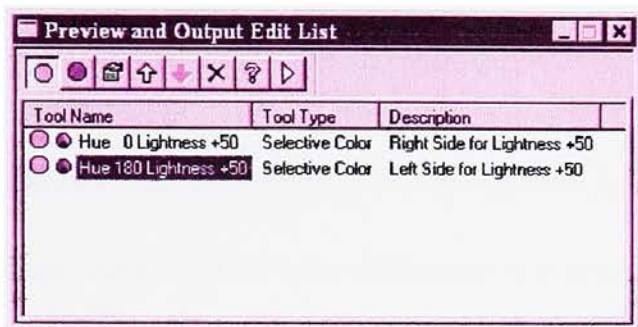 Preview and Output Edit List
Tool Name Tool Type Description
Hue 0 Lightness +50 Selective Color Right Side for Lightness +50
Hue 180 Lightness +50 Selective Color Left Side for Lightness +50